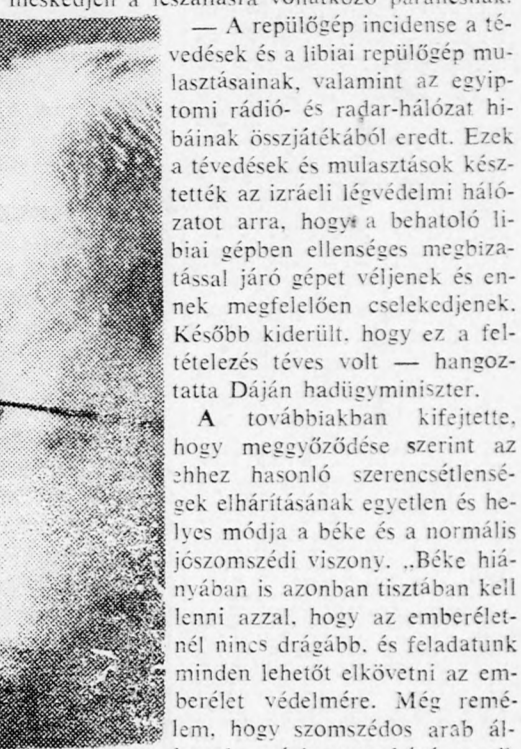 — A repülőgép incidense a té-
vedések és a libiai repülőgép mu-
lasztásainak, valamint az egyip-
tomi rádió- és radar-hálózat hi-
báinak összjátékából eredt. Ezek
a tévedések és mulasztások kész-
tették az izráeli légvédelmi háló-
zatot arra, hogy a behatoló li-
biai gépben ellenséges megbiza-
tással járó gépet véljenek és en-
nek megfelelően cselekedjenek.
Később kiderült, hogy ez a fel-
tételezés téves volt — hangoz-
tatta Dáján hadügyminiszter.
A továbbiakban kifejtette,
hogy meggyőződése szerint az
ehhez hasonló szerencsétlensé-
gek elhárításának egyetlen és he-
lyes módja a béke és a normális
jószomszédi viszony. „Béke hiá-
nyában is azonban tisztában kell
lenni azzal, hogy az emberélet-
nél nincs drágább, és feladatunk
minden lehetőt elkövetni az em-
berélet védelmére. Még remé-
lem, hogy szomszédos arab ál-